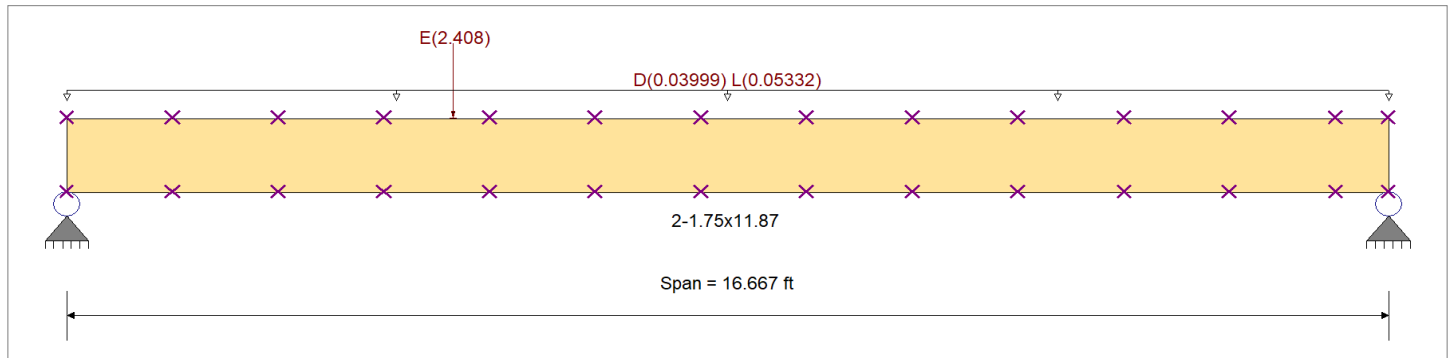 E(2.408)
D(0.03999) L(0.05332)
2-1.75x11.87
Span = 16.667 ft